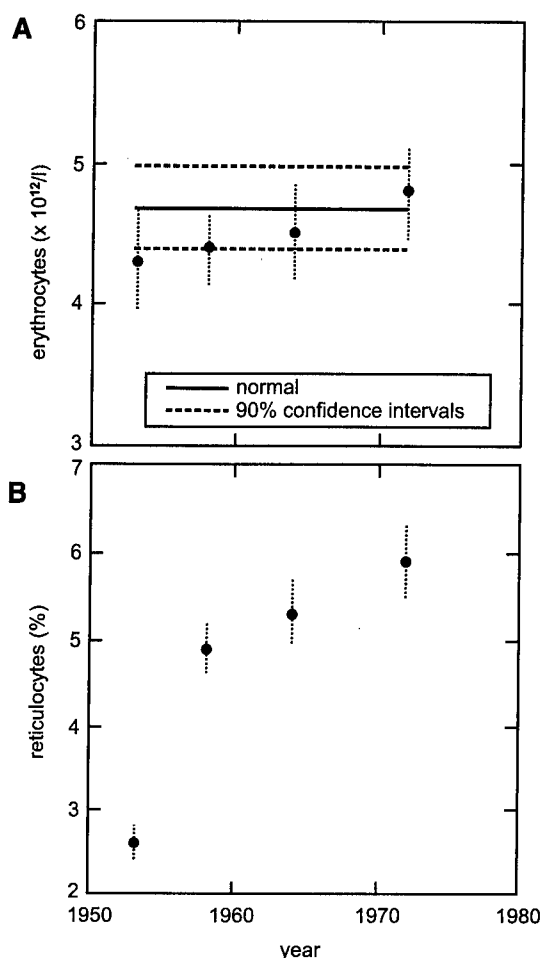 A
6
5
4
3
erythrocytes (x 10¹²/l)
normal
90% confidence intervals
B
7
6
5
4
3
2
reticulocytes (%)
1950 1960 1970 1980
year